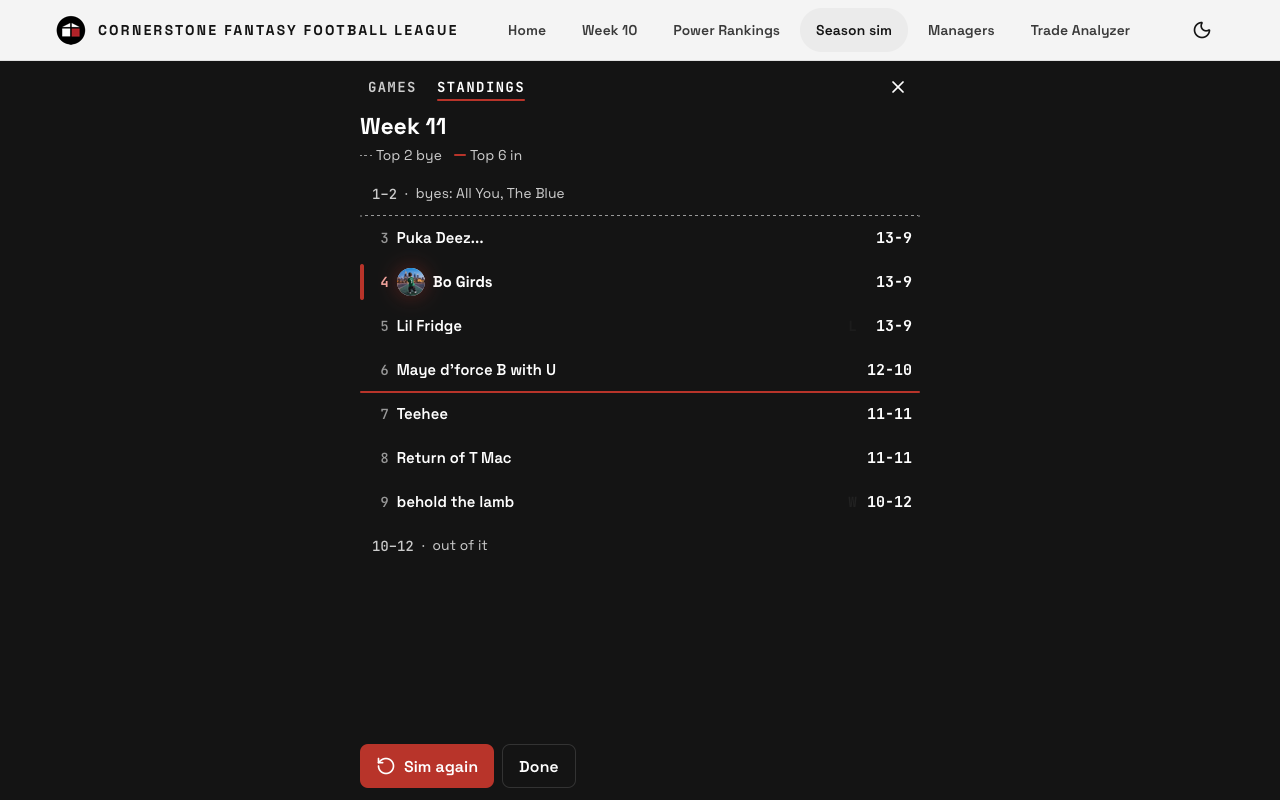 CORNERSTONE FANTASY FOOTBALL LEAGUE Home Week 10 Power Rankings Season sim Managers Trade Analyzer
GAMES STANDINGS
Week 11
Top 2 bye Top 6 in
1–2 · byes: All You, The Blue
3 Puka Deez... 13-9
4 Bo Girds 13-9
5 Lil Fridge L 13-9
6 Maye d'force B with U 12-10
7 Teehee 11-11
8 Return of T Mac 11-11
9 behold the lamb W 10-12
10–12 · out of it
Sim again Done